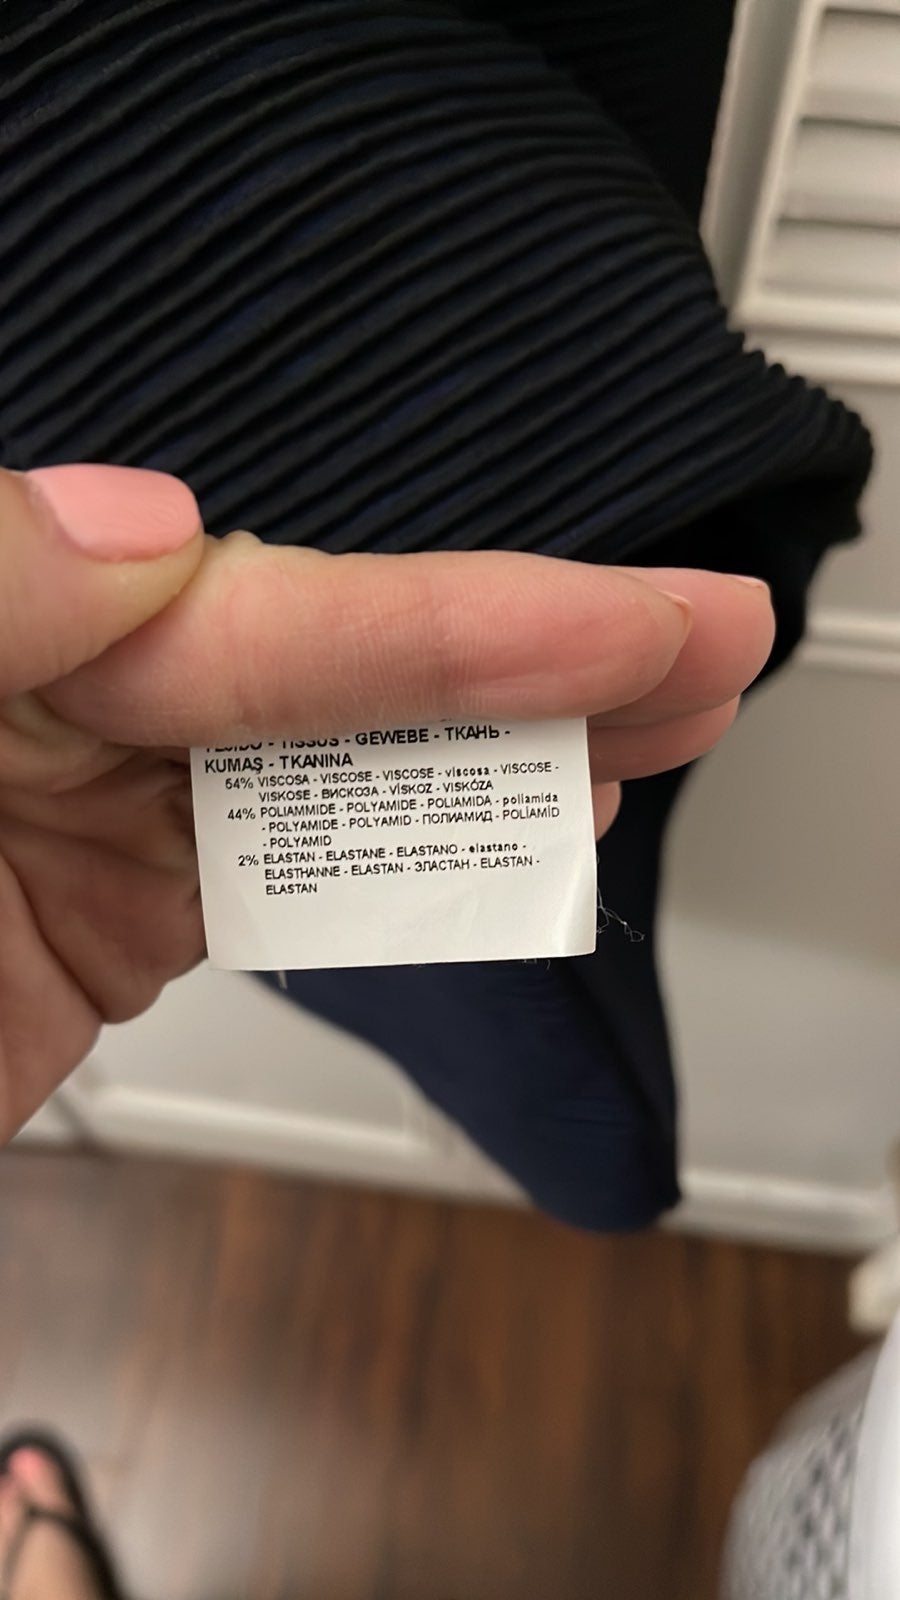 - TISSUS - GEWEBE - ТКАНЬ -
KUMAŞ - TKANINA
54% VISCOSA - VISCOSE - VISCOSE - viscosa - VISCOSE -
VISKOSE - ВИСКОЗА - VİSKOZ - VISKÓZA
44% POLIAMMIDE - POLYAMIDE - POLIAMIDA - poliamida
- POLYAMIDE - POLYAMID - ПОЛИАМИД - POLİAMİD
- POLYAMID
2% ELASTAN - ELASTANE - ELASTANO - elastano -
ELASTHANNE - ELASTAN - ЭЛАСТАН - ELASTAN -
ELASTAN